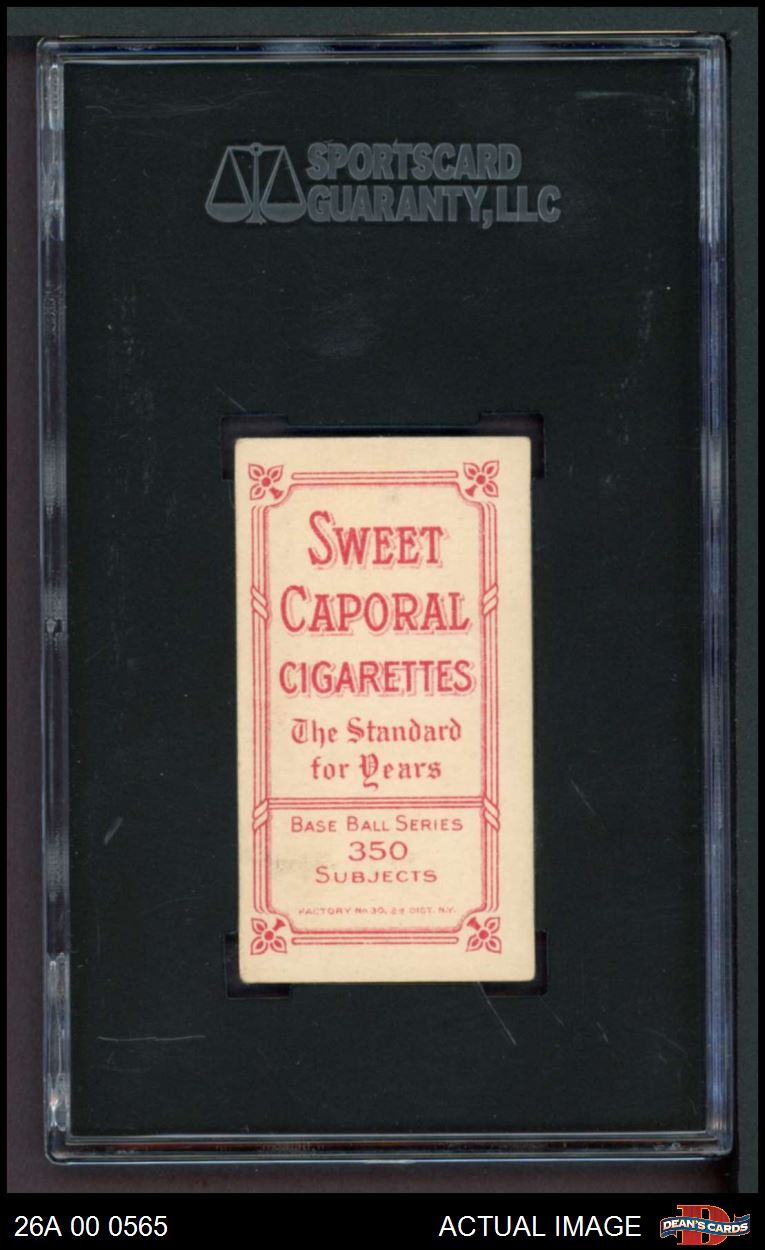 SPORTSCARD
GUARANTY, LLC
SWEET
CAPORAL
CIGARETTES
The Standard
for Years
BASE BALL SERIES
350
SUBJECTS
FACTORY No. 30, 2d DIST. N.Y.
26A 00 0565
ACTUAL IMAGE
DEAN'S CARDS